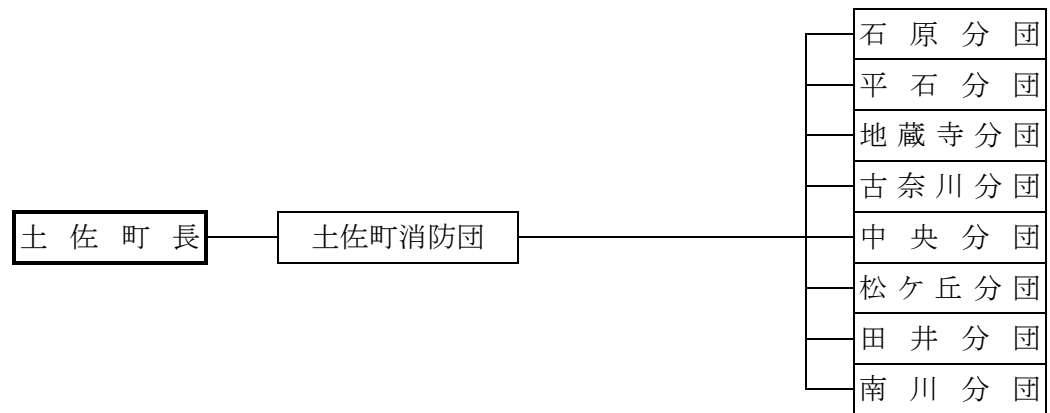 石原分団
平石分団
地蔵寺分団
古奈川分団
土佐町長
土佐町消防団
中央分団
松ケ丘分団
田井分団
南川分団